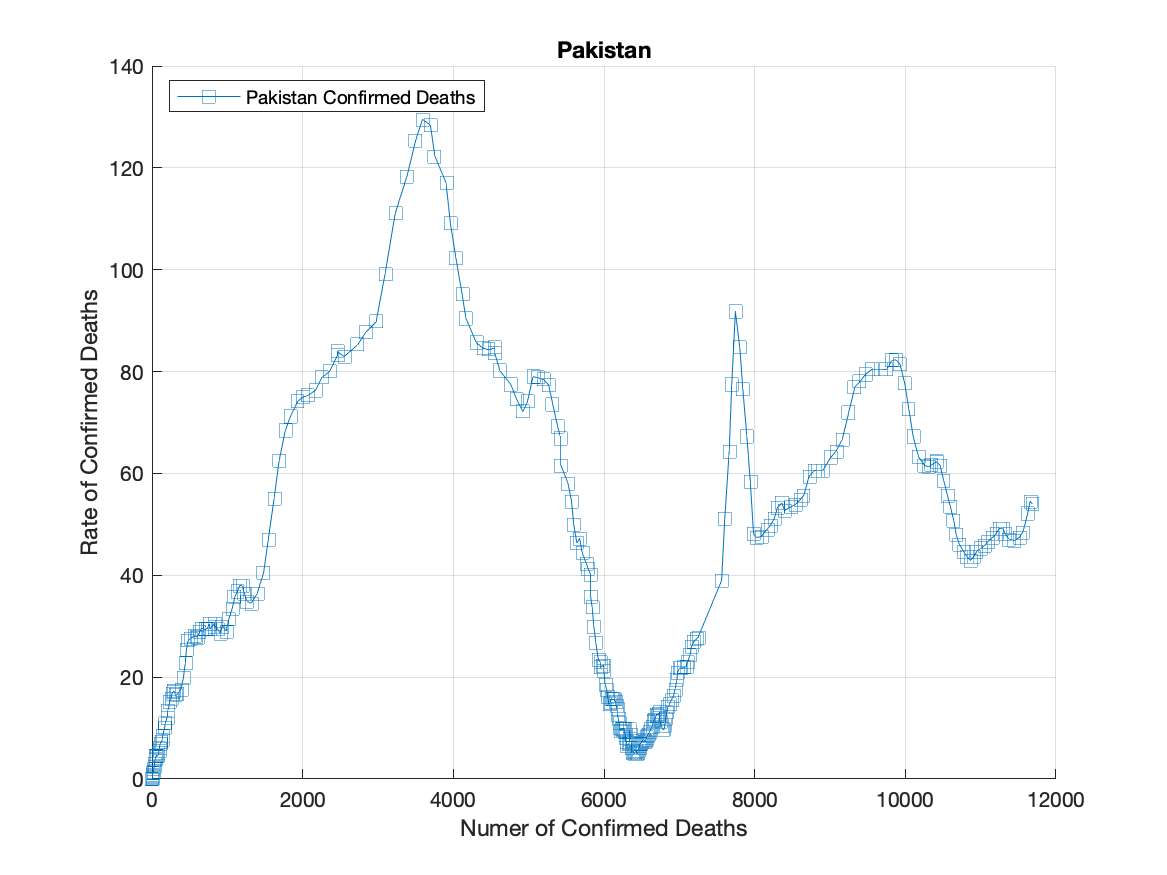 Pakistan
140
Pakistan Confirmed Deaths
120
100
80
60
40
20
0
Rate of Confirmed Deaths
0 2000 4000 6000 8000 10000 12000
Numer of Confirmed Deaths